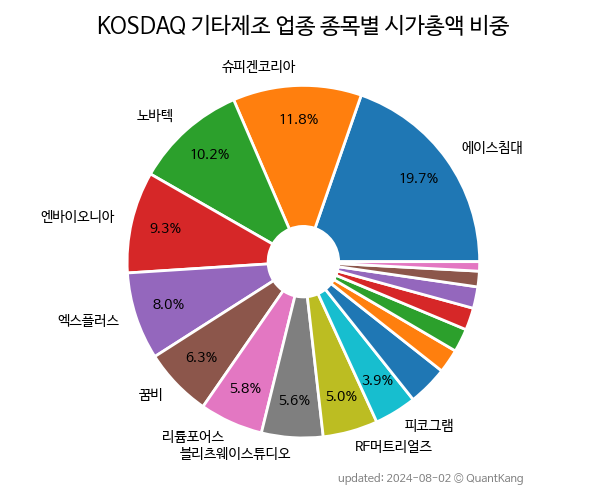 KOSDAQ 기타제조 업종 종목별 시가총액 비중
슈피겐코리아
노바텍
11.8%
에이스침대
10.2%
19.7%
엔바이오니아
9.3%
엑스플러스
8.0%
6.3%
꿈비
5.8%
5.6%
5.0%
3.9%
리튬포어스
블리츠웨이스튜디오
RF머트리얼즈
피코그램
updated: 2024-08-02 © QuantKang